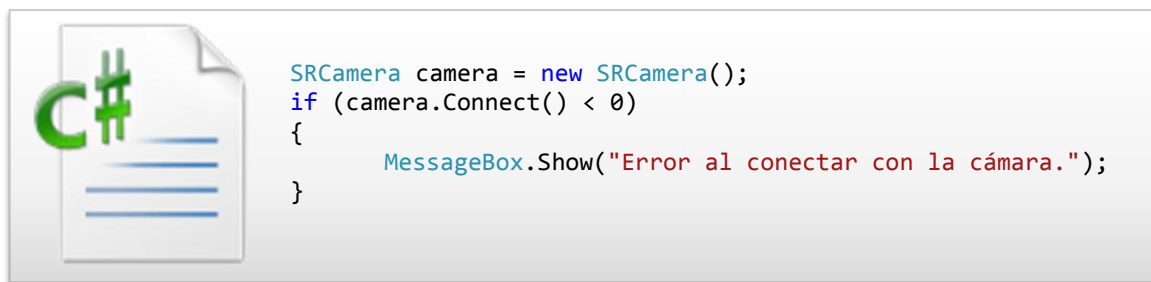 C#
SRCamera camera = new SRCamera();
if (camera.Connect() < 0)
{
MessageBox.Show("Error al conectar con la cámara.");
}